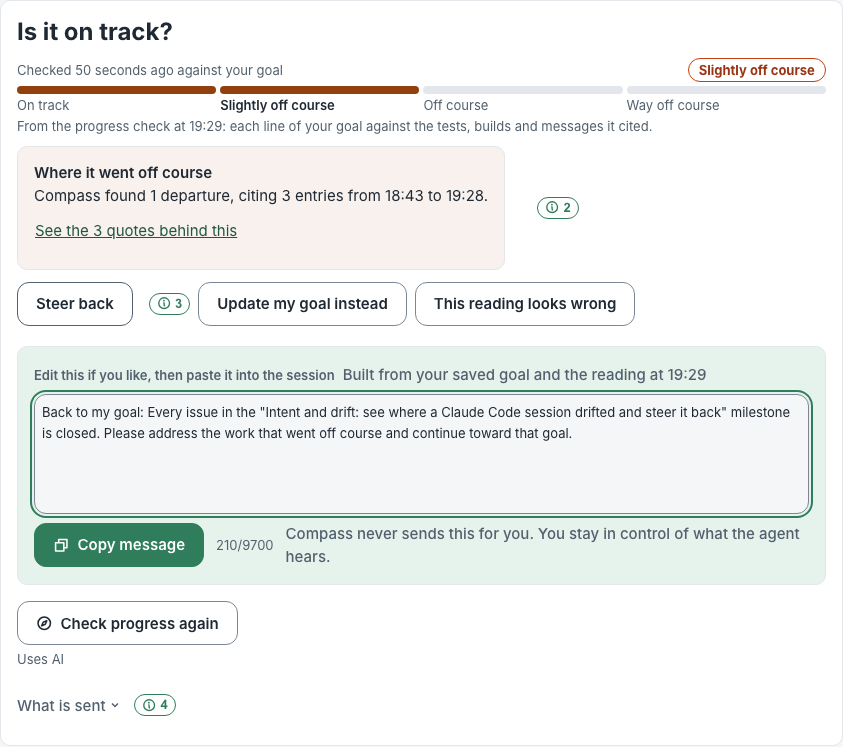 Is it on track?
Checked 50 seconds ago against your goal
Slightly off course
On track
Slightly off course
Off course
Way off course
From the progress check at 19:29: each line of your goal against the tests, builds and messages it cited.
Where it went off course
Compass found 1 departure, citing 3 entries from 18:43 to 19:28.
See the 3 quotes behind this
2
Steer back
3
Update my goal instead
This reading looks wrong
Edit this if you like, then paste it into the session
Built from your saved goal and the reading at 19:29
Back to my goal: Every issue in the "Intent and drift: see where a Claude Code session drifted and steer it back" milestone
is closed. Please address the work that went off course and continue toward that goal.
Copy message
210/9700
Compass never sends this for you. You stay in control of what the agent
hears.
Check progress again
Uses AI
What is sent
4